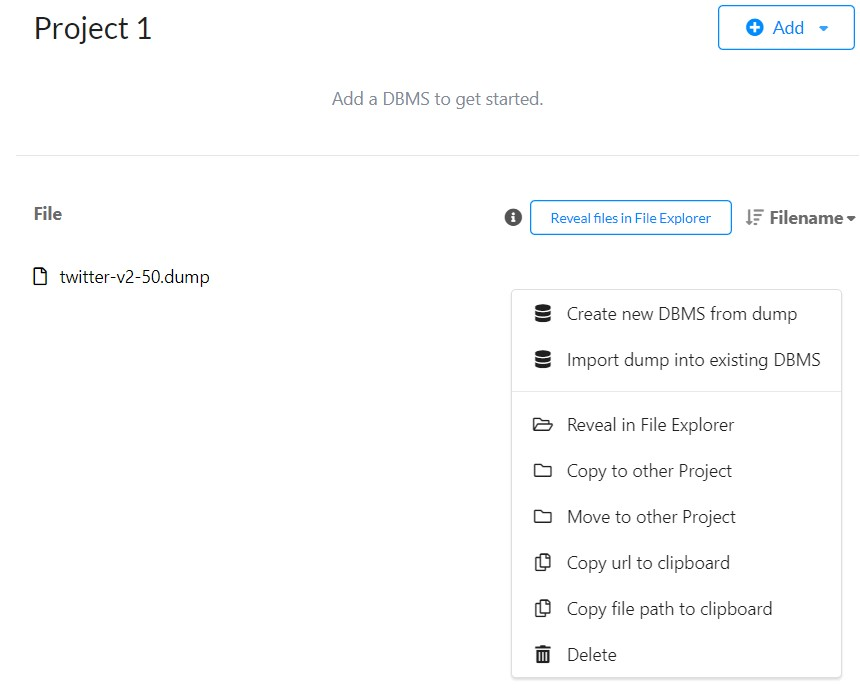 Project 1
Add
Add a DBMS to get started.
File
Reveal files in File Explorer
Filename
twitter-v2-50.dump
Create new DBMS from dump
Import dump into existing DBMS
Reveal in File Explorer
Copy to other Project
Move to other Project
Copy url to clipboard
Copy file path to clipboard
Delete